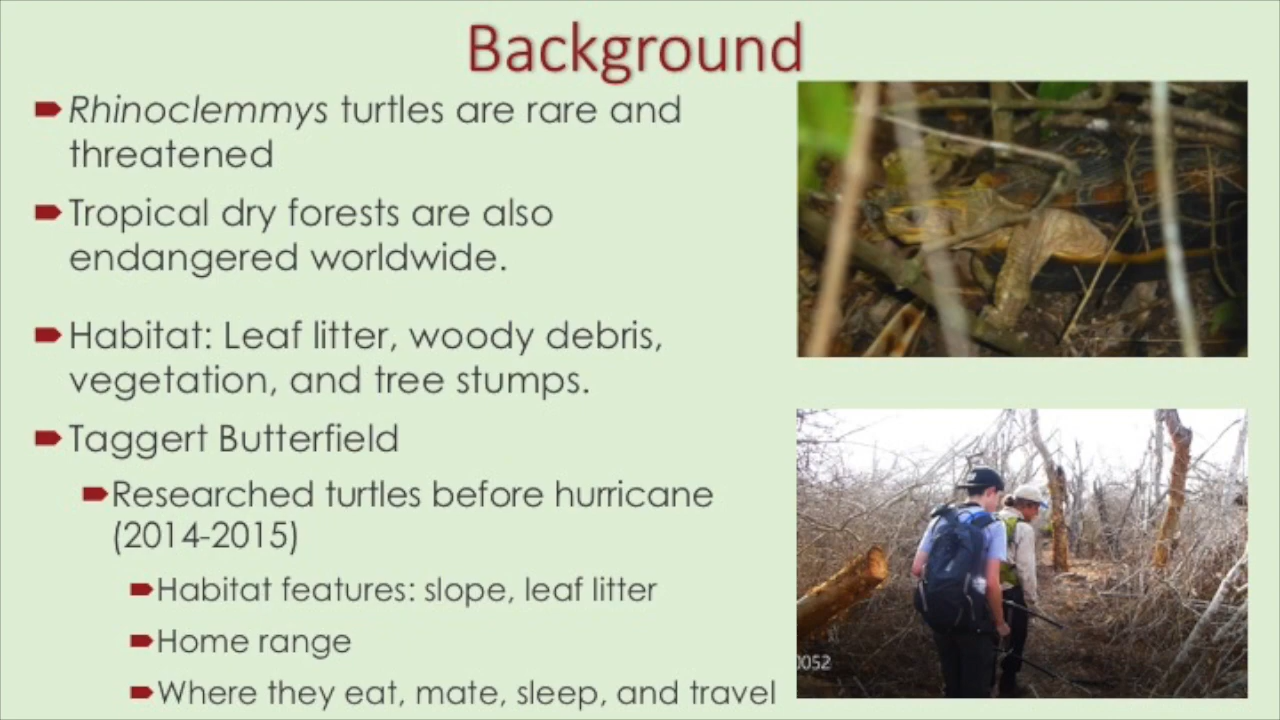 Background
Rhinoclemmys turtles are rare and
threatened
Tropical dry forests are also
endangered worldwide.
Habitat: Leaf litter, woody debris,
vegetation, and tree stumps.
Taggert Butterfield
Researched turtles before hurricane
(2014-2015)
Habitat features: slope, leaf litter
Home range
Where they eat, mate, sleep, and travel
0052